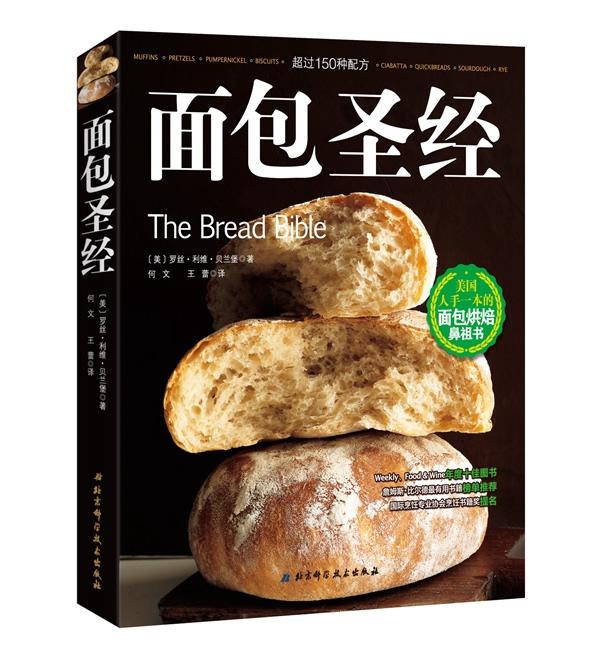 MUFFINS PRETZELS PUMPERNICKEL BISCUITS 超过150种配方 CIABATTA QUICKBREADS SOURDOUGH RYE
面包圣经
The Bread Bible
〔美〕罗丝·利维·贝兰堡◎著
何文 王蕾◎译
美国
人手一本的
面包烘焙
鼻祖书
Weekly、Food & Wine年度十佳图书
詹姆斯·比尔德最有用书籍榜单推荐
国际烹饪专业协会烹饪书籍奖提名
北京科学技术出版社
面包圣经
〔美〕罗丝·利维·贝兰堡◎著
何文 王蕾◎译
北京科学技术出版社